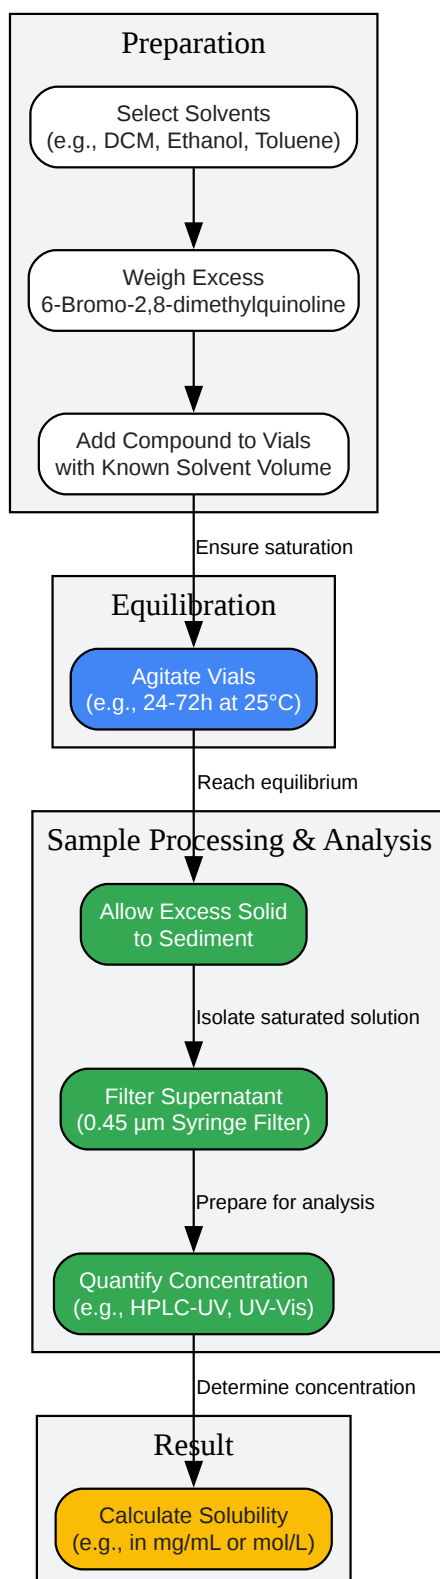 Preparation
Select Solvents
(e.g., DCM, Ethanol, Toluene)
Weigh Excess
6-Bromo-2,8-dimethylquinoline
Add Compound to Vials
with Known Solvent Volume
Ensure saturation
Equilibration
Agitate Vials
(e.g., 24-72h at 25°C)
Reach equilibrium
Sample Processing & Analysis
Allow Excess Solid
to Sediment
Isolate saturated solution
Filter Supernatant
(0.45 µm Syringe Filter)
Prepare for analysis
Quantify Concentration
(e.g., HPLC-UV, UV-Vis)
Determine concentration
Result
Calculate Solubility
(e.g., in mg/mL or mol/L)